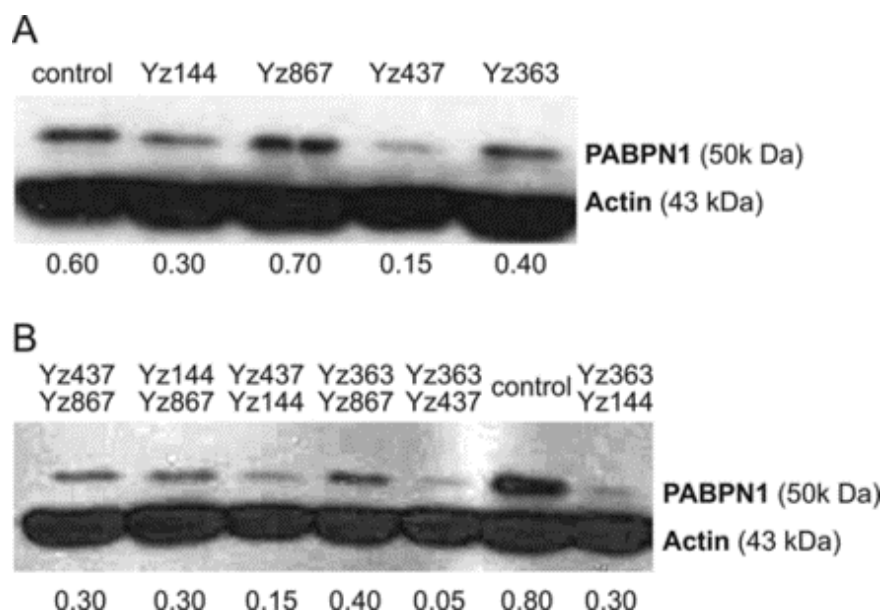 A
control Yz144 Yz867 Yz437 Yz363
PABPN1 (50k Da)
Actin (43 kDa)
0.60 0.30 0.70 0.15 0.40
B
Yz437 Yz144 Yz437 Yz363 Yz363 control Yz363
Yz867 Yz867 Yz144 Yz867 Yz437 Yz144
PABPN1 (50k Da)
Actin (43 kDa)
0.30 0.30 0.15 0.40 0.05 0.80 0.30